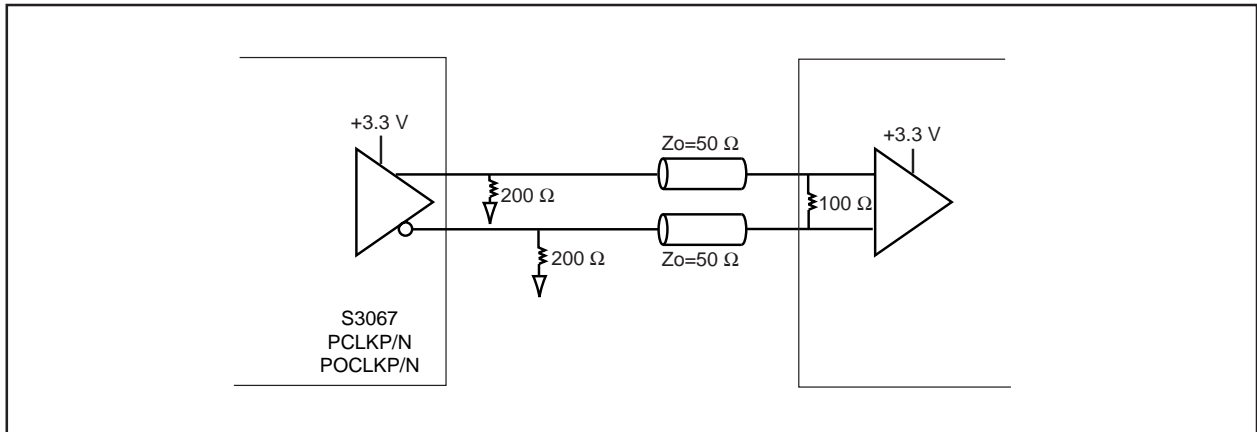 +3.3 V
+3.3 V
Zo=50 Ω
200 Ω
100 Ω
200 Ω
Zo=50 Ω
S3067
PCLKP/N
POCLKP/N